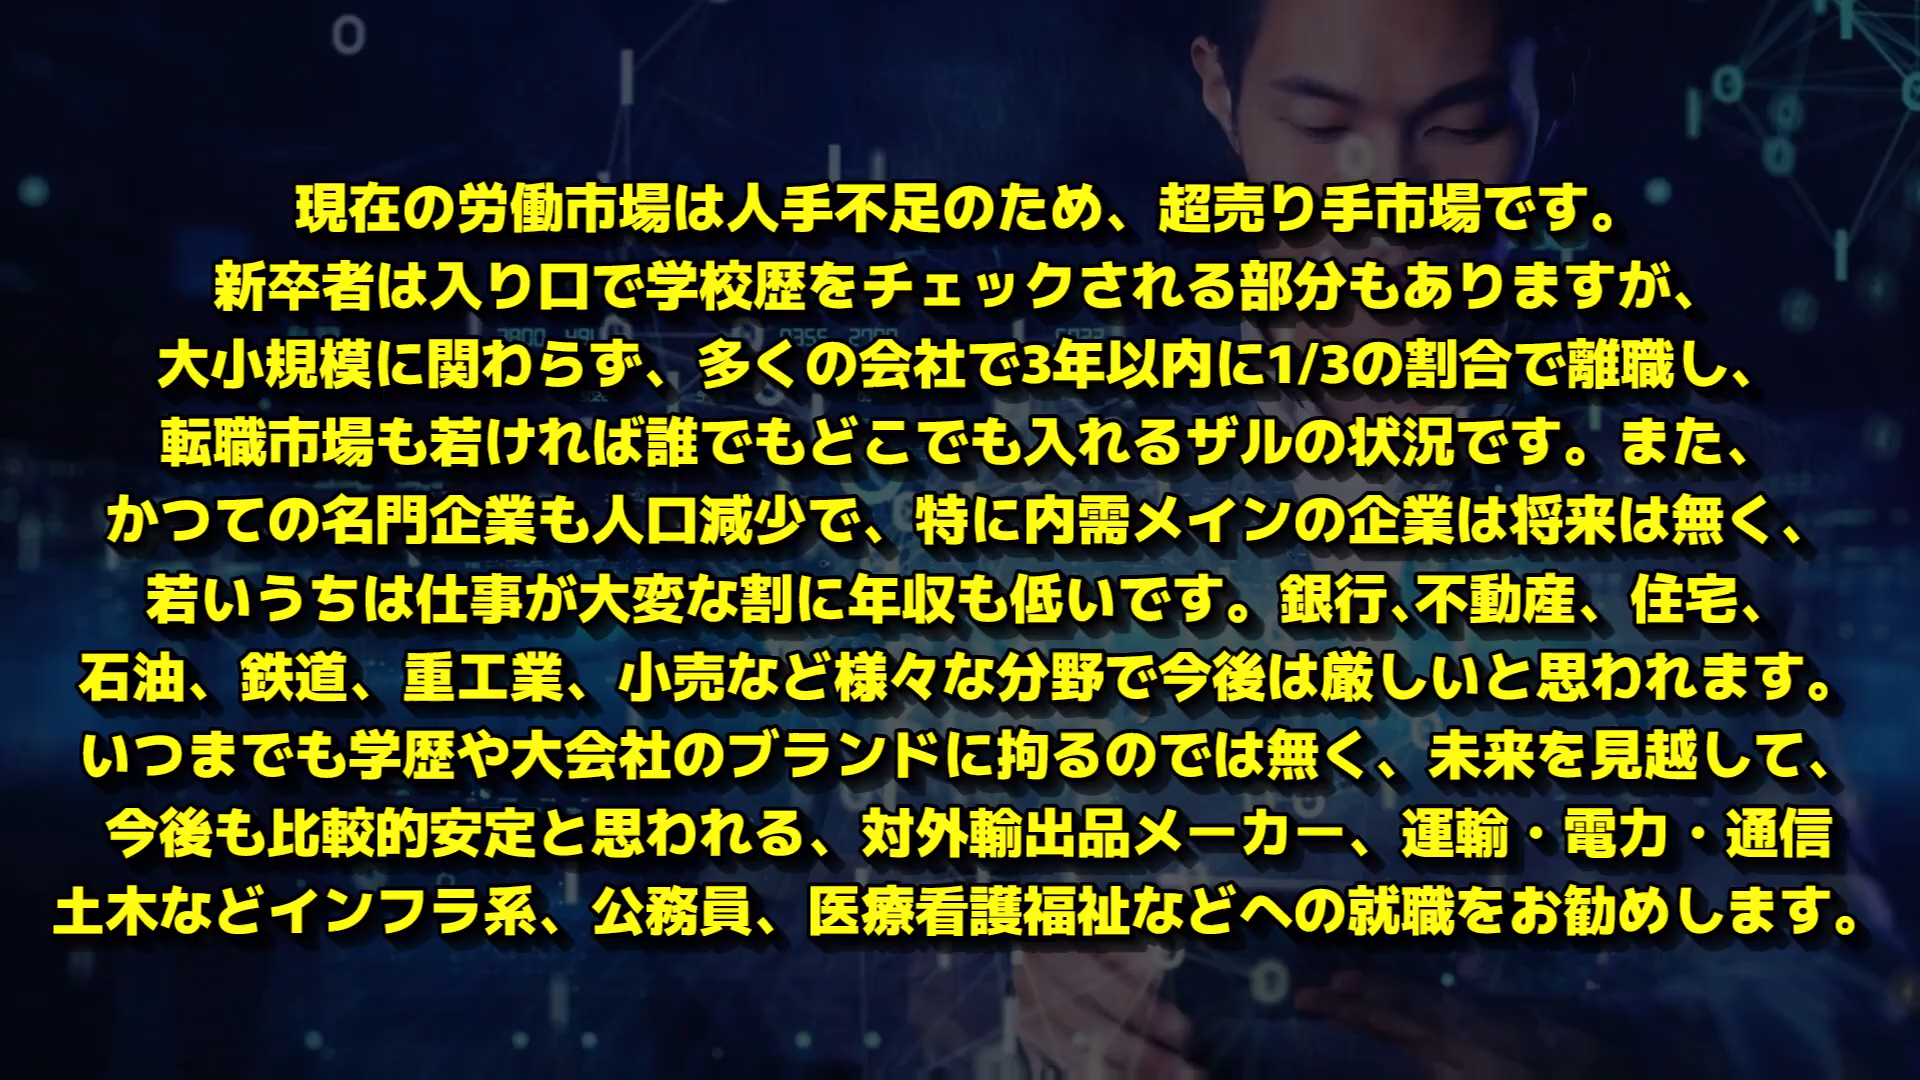 現在の労働市場は人手不足のため、超売り手市場です。
新卒者は入り口で学校歴をチェックされる部分もありますが、
大小規模に関わらず、多くの会社で3年以内に1/3の割合で離職し、
転職市場も若ければ誰でもどこでも入れるザルの状況です。また、
かつての名門企業も人口減少で、特に内需メインの企業は将来は無く、
若いうちは仕事が大変な割に年収も低いです。銀行、不動産、住宅、
石油、鉄道、重工業、小売など様々な分野で今後は厳しいと思われます。
いつまでも学歴や大会社のブランドに拘るのでは無く、未来を見越して、
今後も比較的安定と思われる、対外輸出品メーカー、運輸・電力・通信
土木などインフラ系、公務員、医療看護福祉などへの就職をお勧めします。